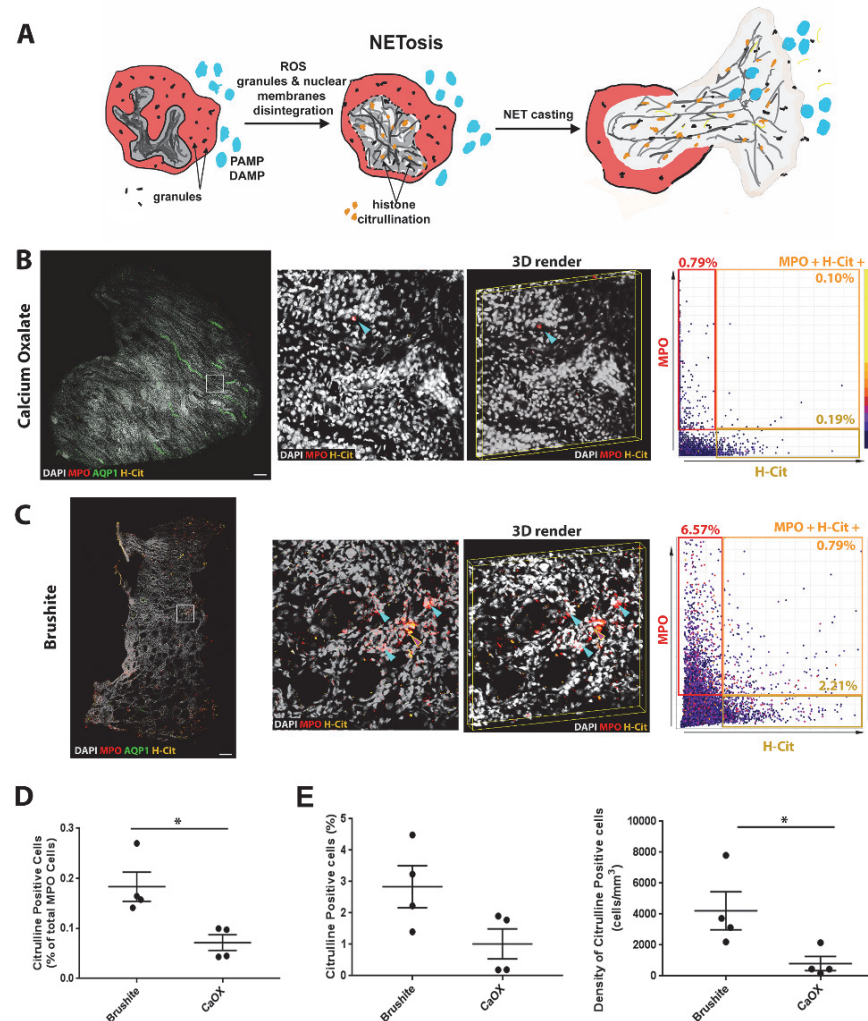 A
NETosis
ROS
granules & nuclear
membranes
disintegration
NET casting
PAMP
DAMP
granules
histone
citrullination
B
Calcium Oxalate
DAPI MPO AQP1 H-Cit
DAPI MPO H-Cit
3D render
DAPI MPO H-Cit
0.79%
MPO + H-Cit +
0.10%
0.19%
MPO
H-Cit
C
Brushite
DAPI MPO AQP1 H-Cit
DAPI MPO H-Cit
3D render
DAPI MPO H-Cit
6.57%
MPO + H-Cit +
0.79%
2.21%
MPO
H-Cit
D
Citrulline Positive Cells
(% of total MPO Cells)
0.3
0.2
0.1
0.0
*
Brushite
CaOX
E
Citrulline Positive cells (%)
5
4
3
2
1
0
Brushite
CaOX
Density of Citrulline Positive cells
(cells/mm³)
10000
8000
6000
4000
2000
0
*
Brushite
CaOX